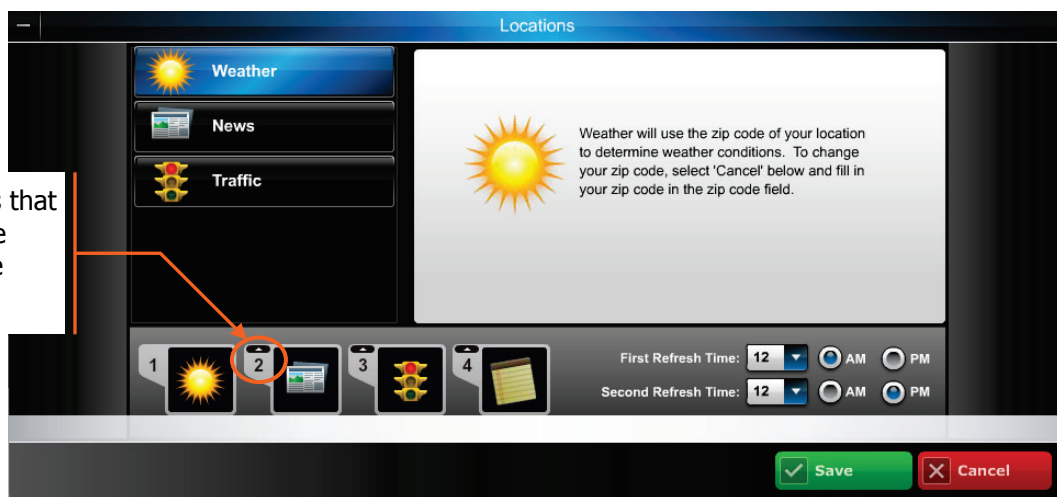 Locations
Weather
News
Traffic
Weather will use the zip code of your location
to determine weather conditions. To change
your zip code, select 'Cancel' below and fill in
your zip code in the zip code field.
that
1
2
3
4
First Refresh Time: 12 AM PM
Second Refresh Time: 12 AM PM
Save Cancel